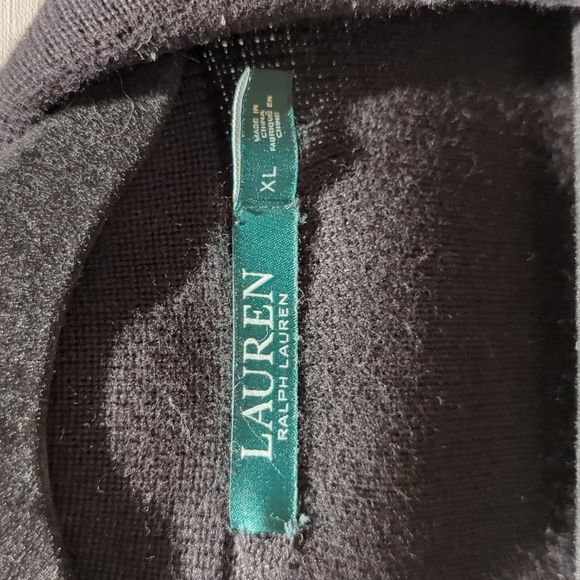 LAUREN
RALPH LAUREN
XL
MADE IN
CHINA
FABRIQUÉ EN
CHINE